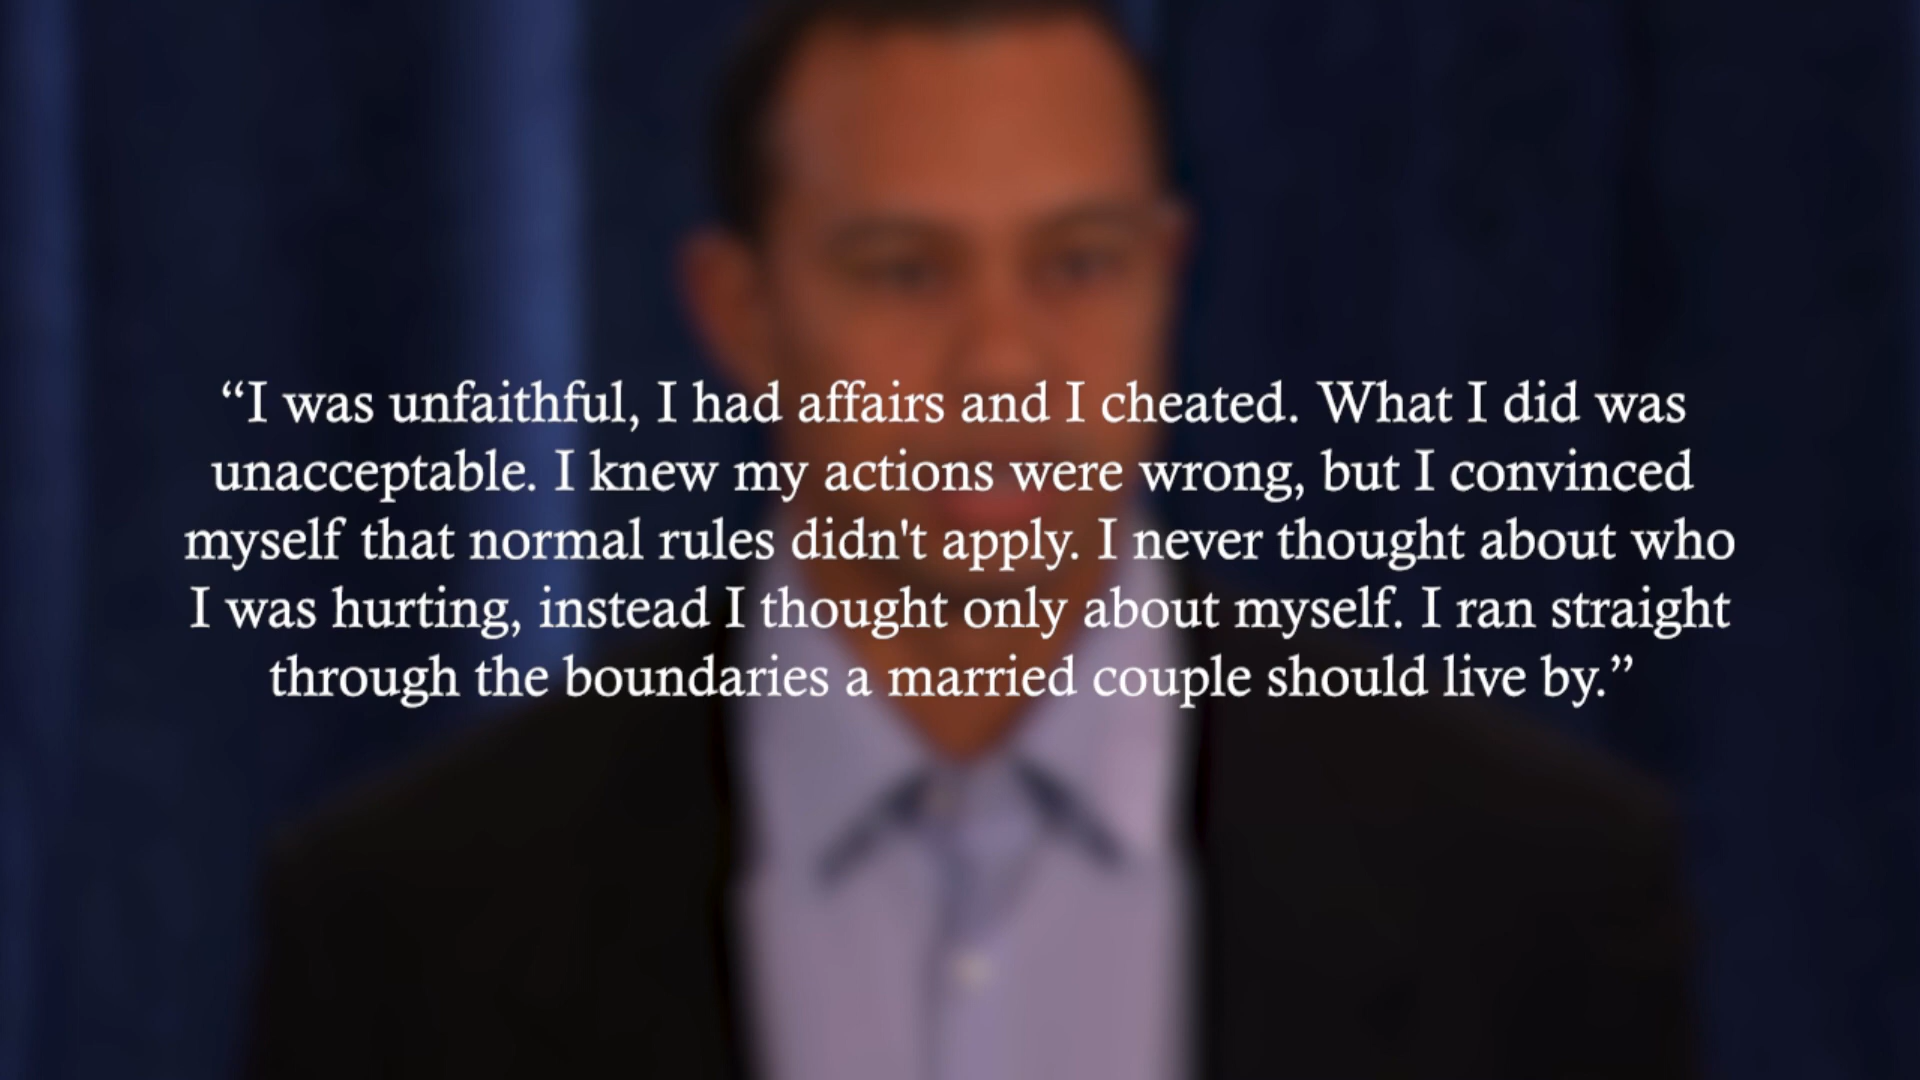 “I was unfaithful, I had affairs and I cheated. What I did was
unacceptable. I knew my actions were wrong, but I convinced
myself that normal rules didn't apply. I never thought about who
I was hurting, instead I thought only about myself. I ran straight
through the boundaries a married couple should live by.”